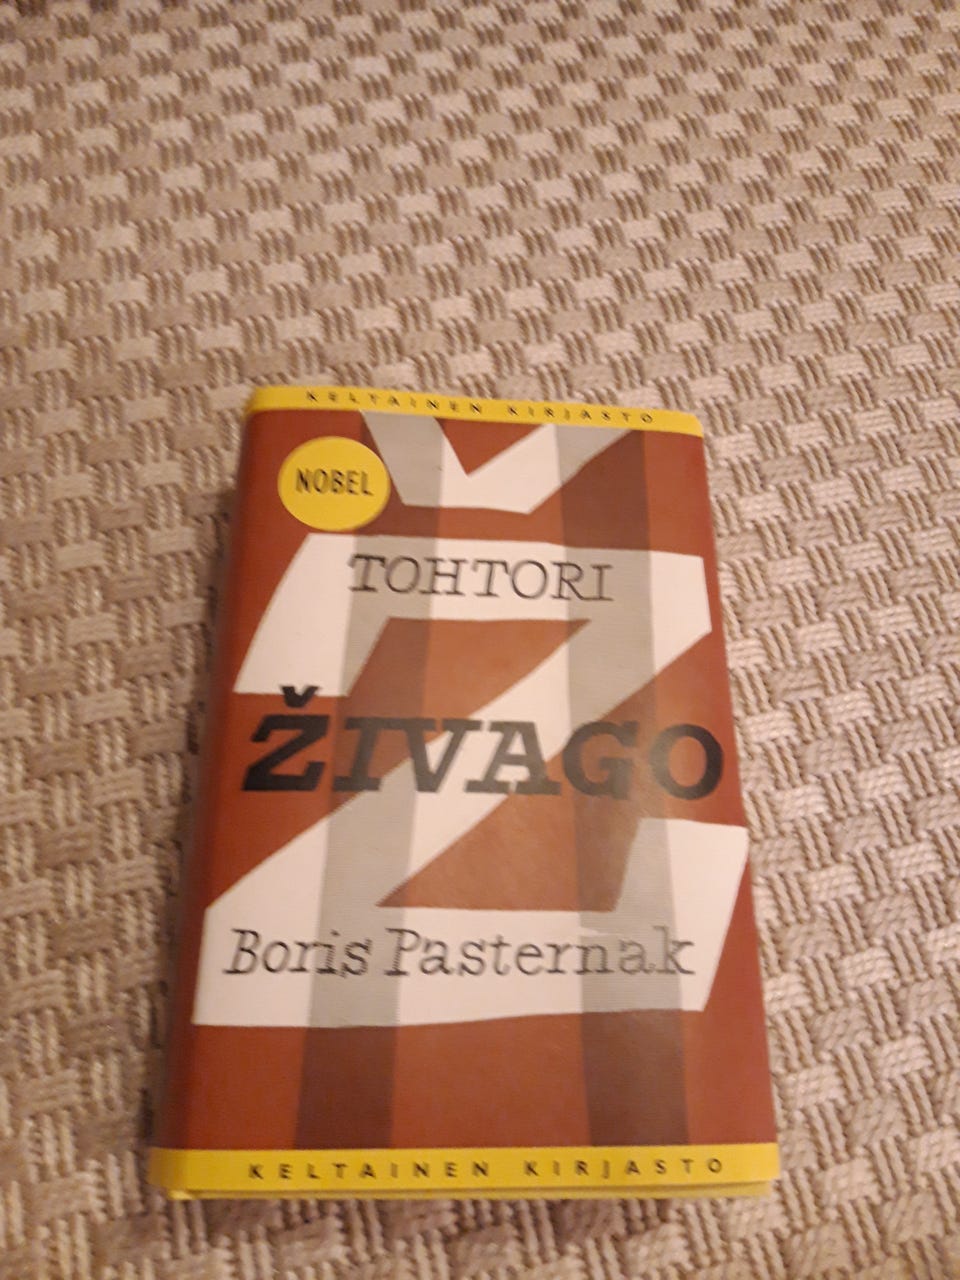 KELTAINEN KIRJASTO
NOBEL
TOHTORI
ŽIVAGO
Boris Pasternak
KELTAINEN KIRJASTO